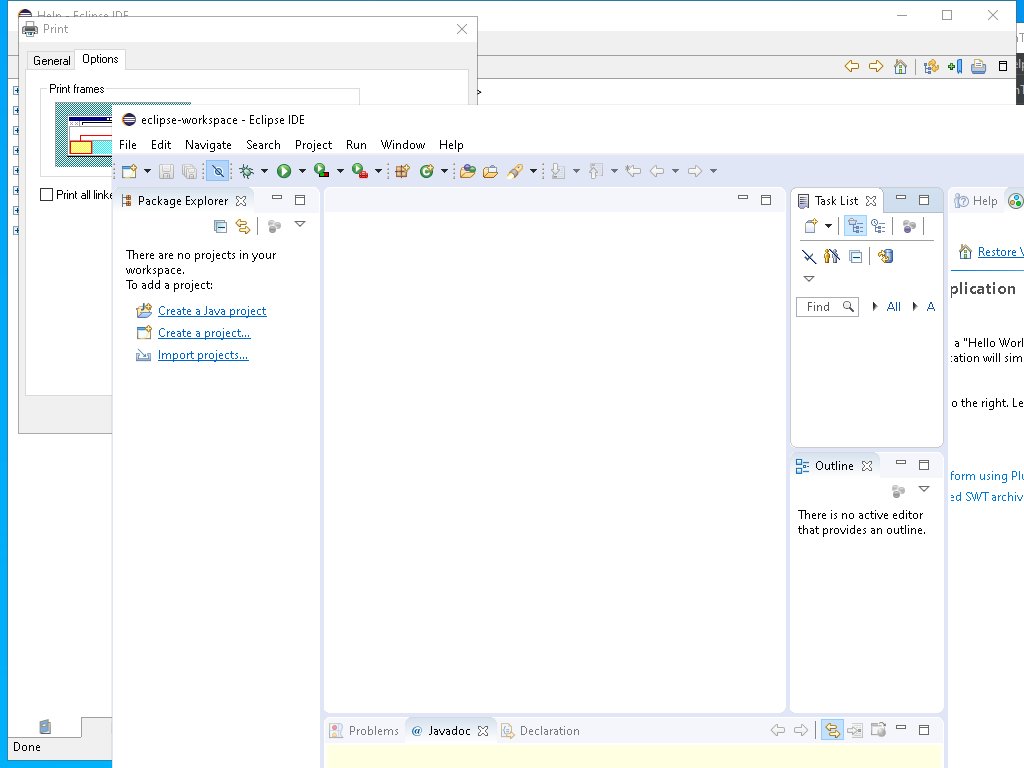 Help - Eclipse IDE
Print
General
Options
Print frames
Print all linke
eclipse-workspace - Eclipse IDE
File Edit Navigate Search Project Run Window Help
Package Explorer
There are no projects in your
workspace.
To add a project:
Create a Java project
Create a project...
Import projects...
Task List
Find
All
A
Outline
There is no active editor
that provides an outline.
Help
Restore
plication
a "Hello Worl
cation will sim
o the right. Le
form using Plu
ed SWT archiv
Problems
@ Javadoc
Declaration
Done